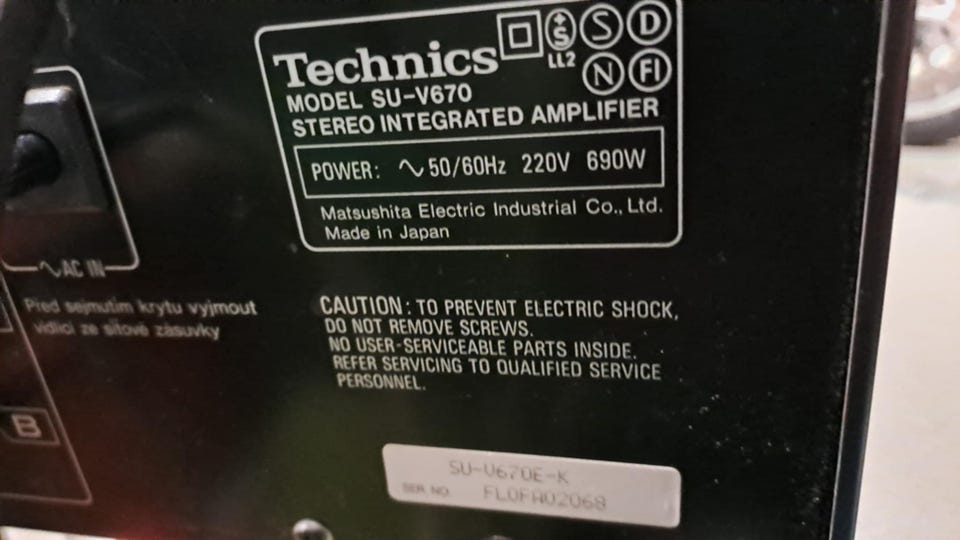 Technics
S
LL2
S D
N FI
MODEL SU-V670
STEREO INTEGRATED AMPLIFIER
POWER: ∿ 50/60Hz 220V 690W
Matsushita Electric Industrial Co., Ltd.
Made in Japan
∿ AC IN
Před sejmutím krytu vyjmout
vidlici ze síťové zásuvky
CAUTION: TO PREVENT ELECTRIC SHOCK,
DO NOT REMOVE SCREWS.
NO USER-SERVICEABLE PARTS INSIDE.
REFER SERVICING TO QUALIFIED SERVICE
PERSONNEL.
B
SU-V670E-K
SER. NO. FL0FA02068